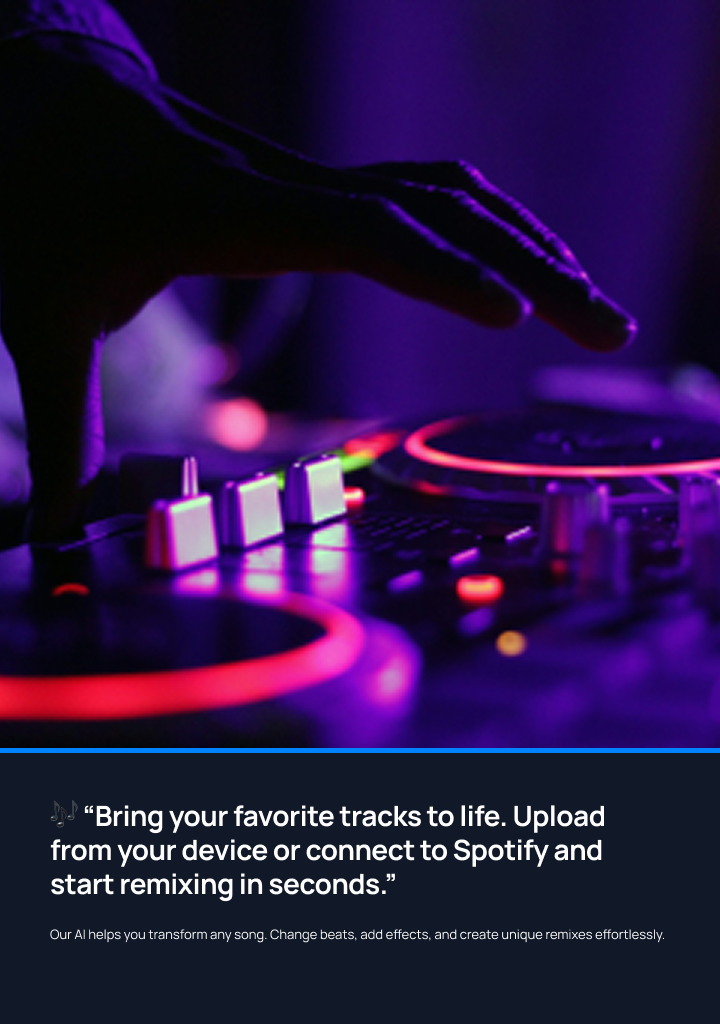 🎶 “Bring your favorite tracks to life. Upload
from your device or connect to Spotify and
start remixing in seconds.”
Our AI helps you transform any song. Change beats, add effects, and create unique remixes effortlessly.